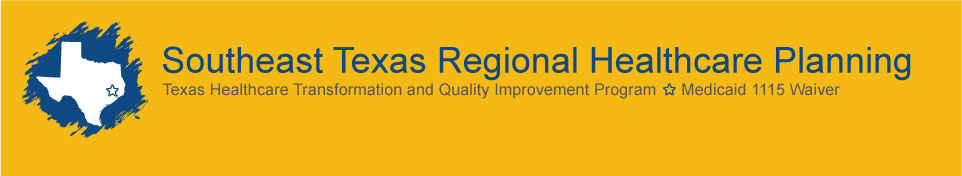 Southeast Texas Regional Healthcare Planning
Texas Healthcare Transformation and Quality Improvement Program ☆ Medicaid 1115 Waiver